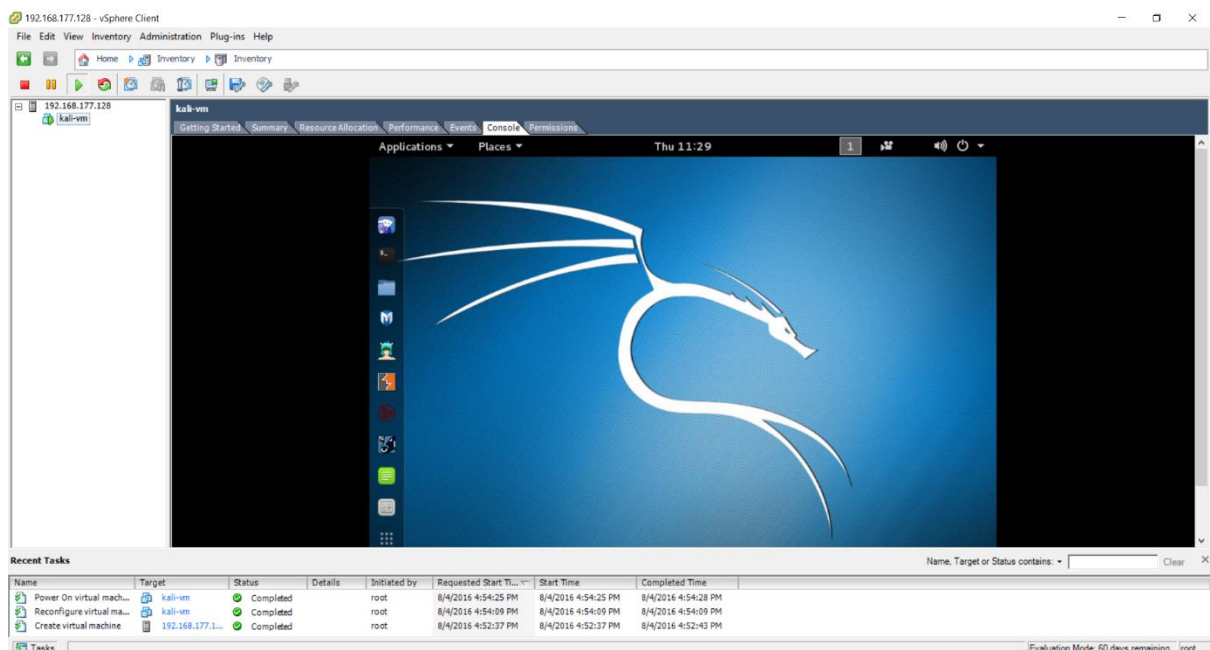 192.168.177.128 - vSphere Client
File Edit View Inventory Administration Plug-ins Help
Home Inventory Inventory
192.168.177.128
kali-vm
kali-vm
Getting Started Summary Resource Allocation Performance Events Console Permissions
Applications Places Thu 11:29 1
Recent Tasks Name, Target or Status contains: Clear
Name Target Status Details Initiated by Requested Start Ti... Start Time Completed Time
Power On virtual mach... kali-vm Completed root 8/4/2016 4:54:25 PM 8/4/2016 4:54:25 PM 8/4/2016 4:54:28 PM
Reconfigure virtual ma... kali-vm Completed root 8/4/2016 4:54:09 PM 8/4/2016 4:54:09 PM 8/4/2016 4:54:09 PM
Create virtual machine 192.168.177.1... Completed root 8/4/2016 4:52:37 PM 8/4/2016 4:52:37 PM 8/4/2016 4:52:43 PM
Tasks Evaluation Mode: 60 days remaining root